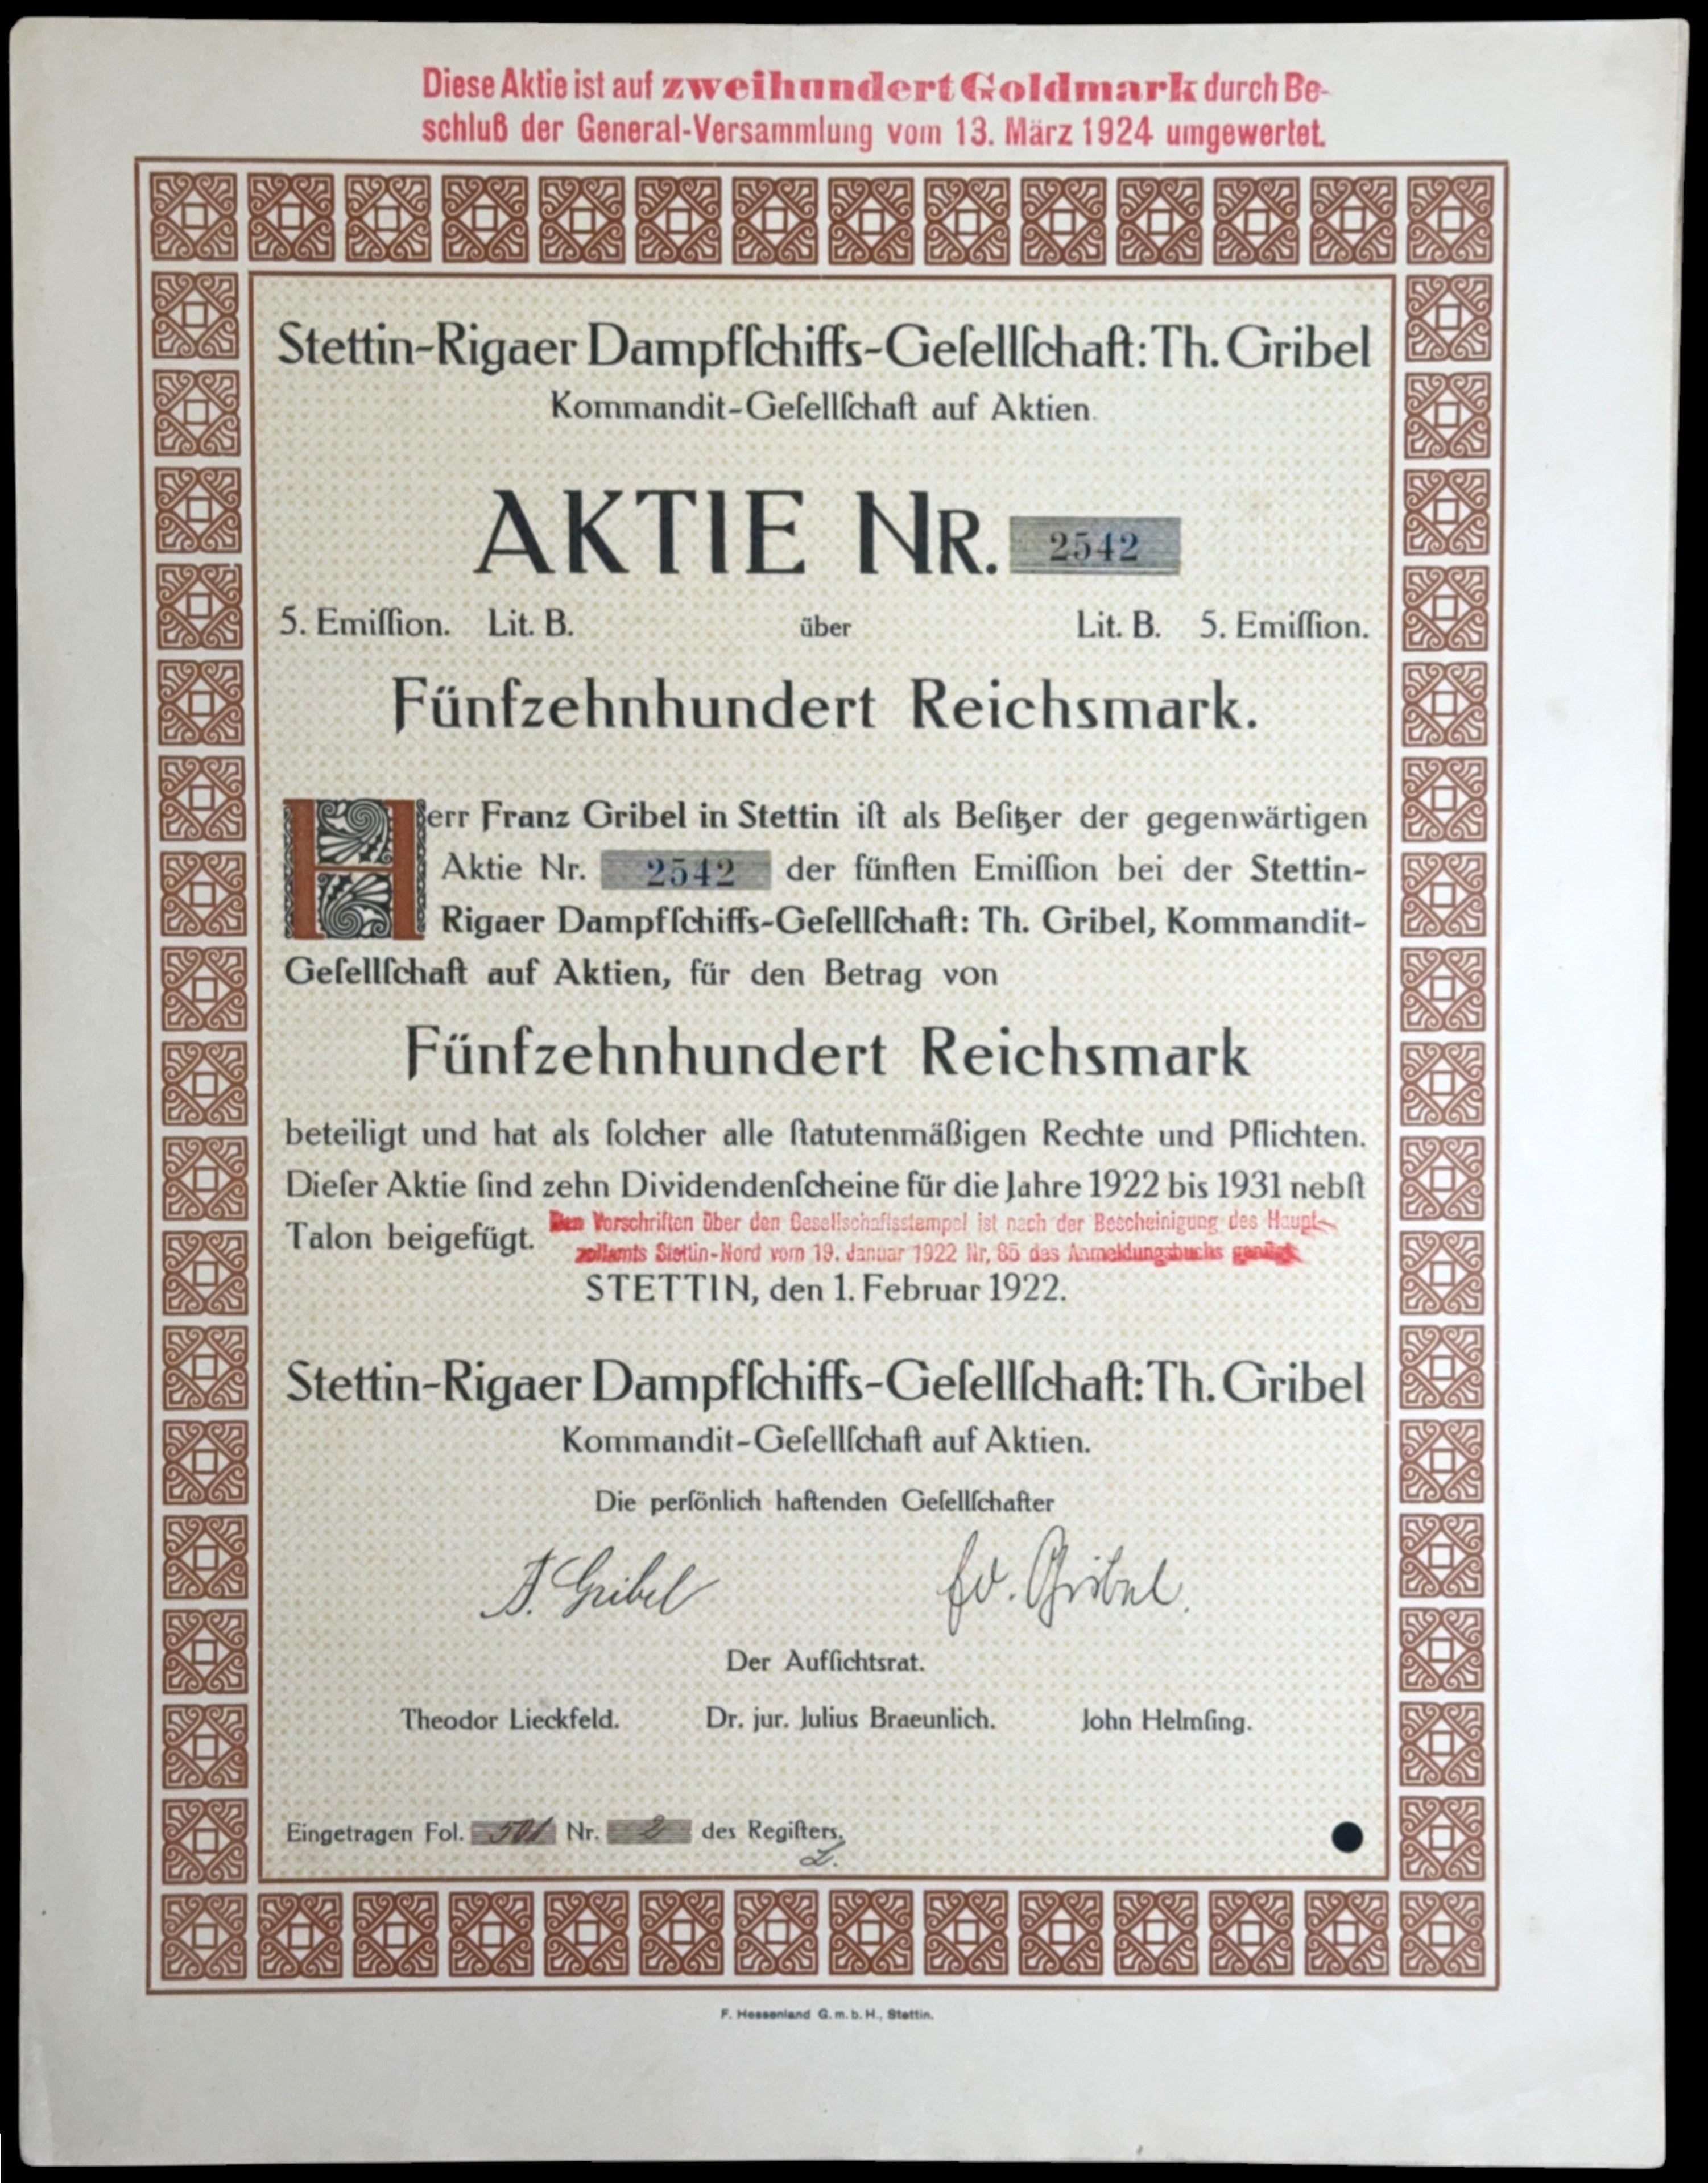 Diese Aktie ist auf zweihundert Goldmark durch Be-
schluß der General-Versammlung vom 13. März 1924 umgewertet.
Stettin-Rigaer Dampfſchiffs-Geſellſchaft: Th. Gribel
Kommandit-Geſellſchaft auf Aktien.
AKTIE NR. 2542
5. Emiſſion. Lit. B. über Lit. B. 5. Emiſſion.
Fünfzehnhundert Reichsmark.
Herr Franz Gribel in Stettin iſt als Beſitzer der gegenwärtigen
Aktie Nr. 2542 der fünften Emiſſion bei der Stettin-
Rigaer Dampfſchiffs-Geſellſchaft: Th. Gribel, Kommandit-
Geſellſchaft auf Aktien, für den Betrag von
Fünfzehnhundert Reichsmark
beteiligt und hat als ſolcher alle ſtatutenmäßigen Rechte und Pflichten.
Dieſer Aktie ſind zehn Dividendenſcheine für die Jahre 1922 bis 1931 nebſt
Talon beigefügt.
Den Vorschriften über den Gesellschaftsstempel ist nach der Bescheinigung des Haupt-
zollamts Stettin-Nord vom 19. Januar 1922 Nr, 85 des Anmeldungsbuchs genügt
STETTIN, den 1. Februar 1922.
Stettin-Rigaer Dampfſchiffs-Geſellſchaft: Th. Gribel
Kommandit-Geſellſchaft auf Aktien.
Die perſönlich haftenden Geſellſchafter
Gribel Gribel.
Der Auffichtsrat.
Theodor Lieckfeld. Dr. jur. Julius Braeunlich. John Helmſing.
Eingetragen Fol. 501 Nr. 2 des Regiſters.
F. Hessenland G. m. b. H., Stettin.